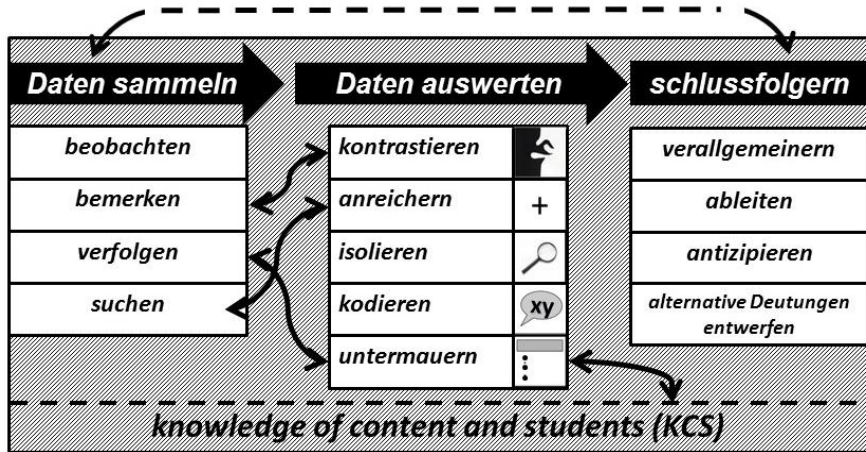 Daten sammeln
beobachten
bemerken
verfolgen
suchen
Daten auswerten
kontrastieren
anreichern
+
isolieren
kodieren
xy
untermauern
schlussfolgern
verallgemeinern
ableiten
antizipieren
alternative Deutungen
entwerfen
knowledge of content and students (KCS)